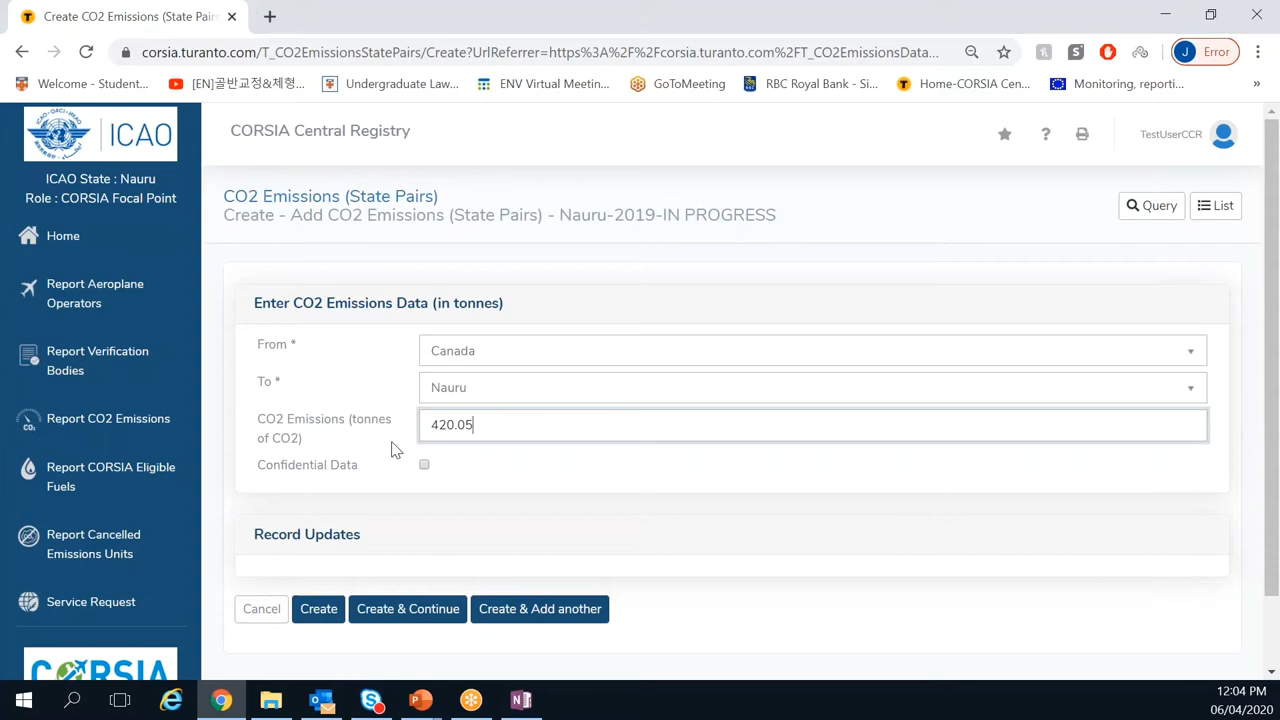 Create CO2 Emissions (State Pair
corsia.turanto.com/T_CO2EmissionsStatePairs/Create?UrlReferrer=https%3A%2F%2Fcorsia.turanto.com%2FT_CO2EmissionsData...
J Error
Welcome - Student...
[EN]골반교정&체형...
Undergraduate Law...
ENV Virtual Meetin...
GoToMeeting
RBC Royal Bank - Si...
Home-CORSIA Cen...
Monitoring, reporti...
»
ICAO
CORSIA Central Registry
TestUserCCR
ICAO State : Nauru
Role : CORSIA Focal Point
Home
Report Aeroplane
Operators
Report Verification
Bodies
Report CO2 Emissions
Report CORSIA Eligible
Fuels
Report Cancelled
Emissions Units
Service Request
CORSIA
CO2 Emissions (State Pairs)
Create - Add CO2 Emissions (State Pairs) - Nauru-2019-IN PROGRESS
Query
List
Enter CO2 Emissions Data (in tonnes)
From *
Canada
To *
Nauru
CO2 Emissions (tonnes
of CO2)
420.05
Confidential Data
Record Updates
Cancel
Create
Create & Continue
Create & Add another
12:04 PM
06/04/2020